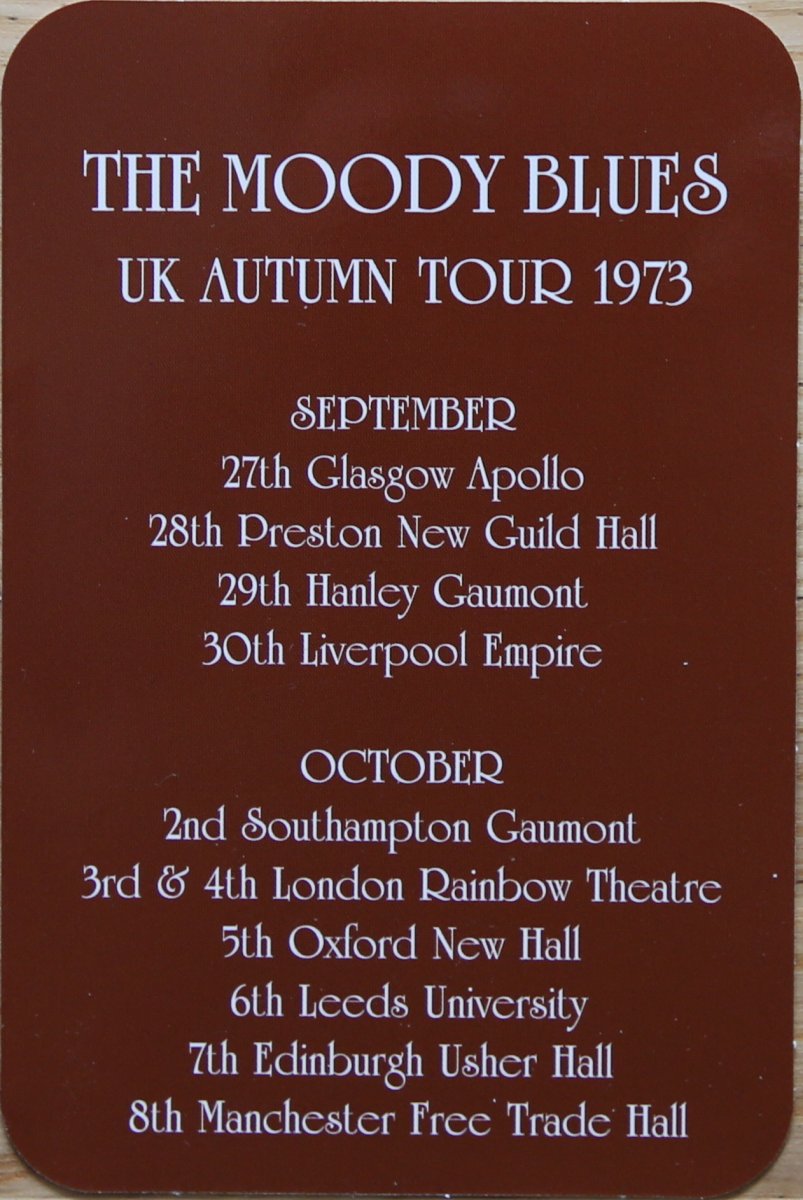 THE MOODY BLUES
UK AUTUMN TOUR 1973
SEPTEMBER
27th Glasgow Apollo
28th Preston New Guild Hall
29th Hanley Gaumont
30th Liverpool Empire
OCTOBER
2nd Southampton Gaumont
3rd & 4th London Rainbow Theatre
5th Oxford New Hall
6th Leeds University
7th Edinburgh Usher Hall
8th Manchester Free Trade Hall